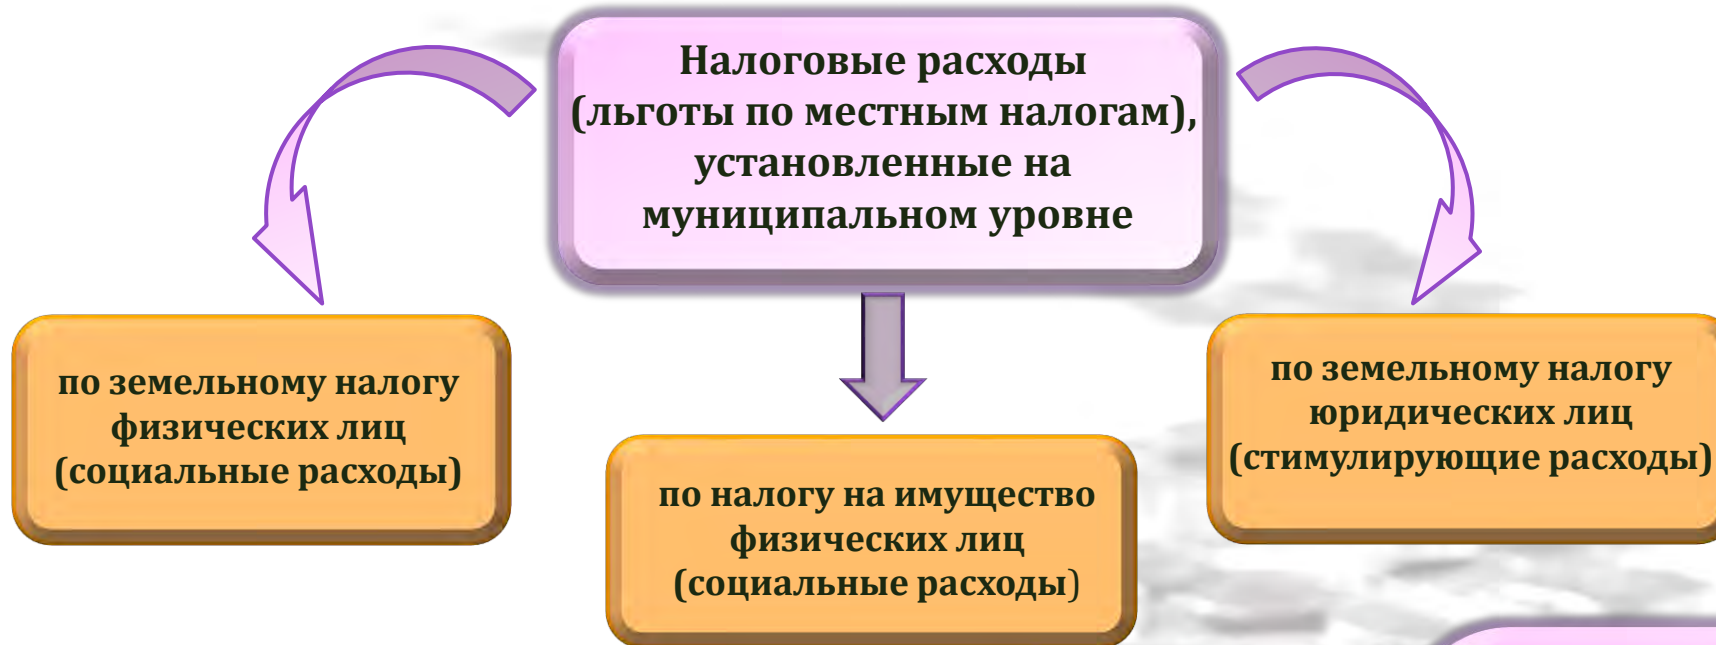 Налоговые расходы
(льготы по местным налогам),
установленные на
муниципальном уровне
по земельному налогу
физических лиц
(социальные расходы)
по налогу на имущество
физических лиц
(социальные расходы)
по земельному налогу
юридических лиц
(стимулирующие расходы)